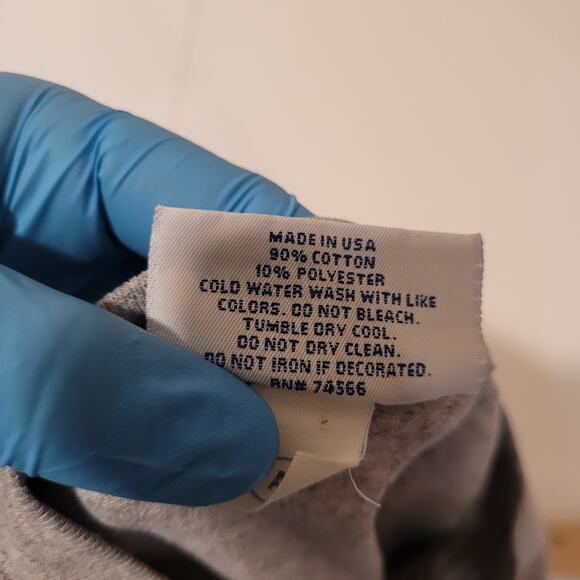 MADE IN USA
90% COTTON
10% POLYESTER
COLD WATER WASH WITH LIKE
COLORS. DO NOT BLEACH.
TUMBLE DRY COOL.
DO NOT DRY CLEAN.
DO NOT IRON IF DECORATED.
RN# 74566